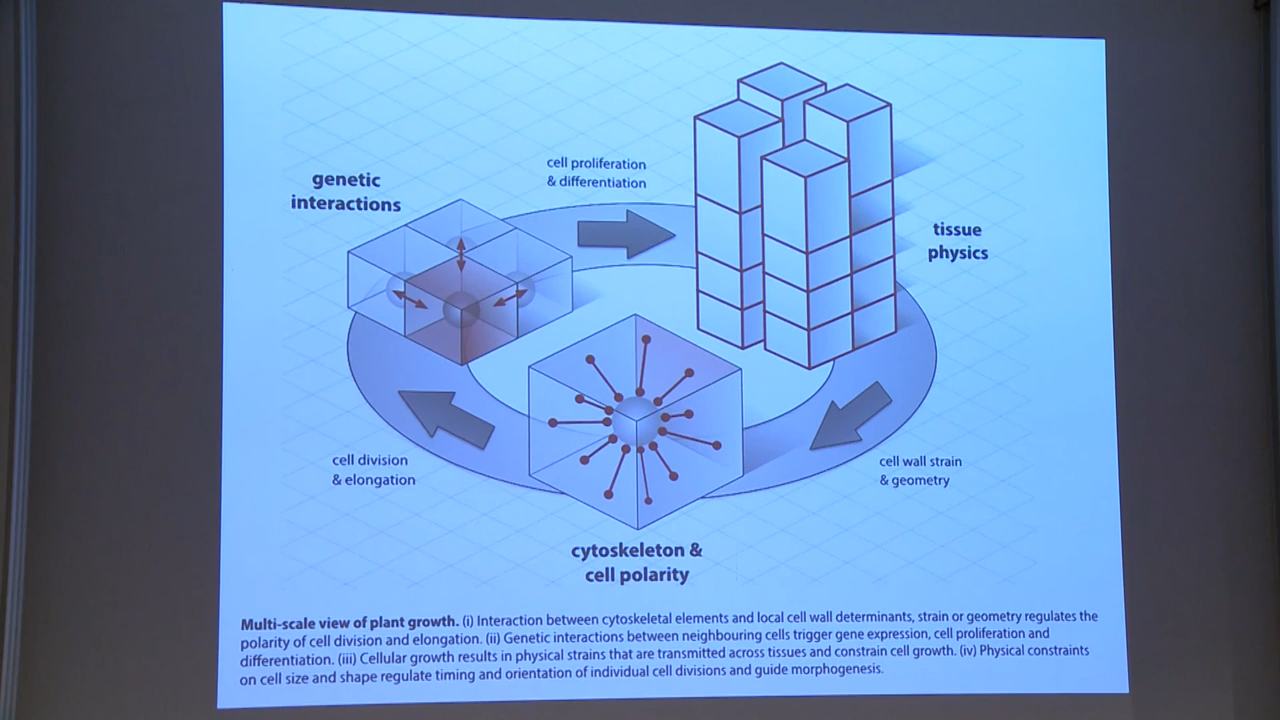 genetic
interactions
cell proliferation
& differentiation
tissue
physics
cell division
& elongation
cell wall strain
& geometry
cytoskeleton &
cell polarity
Multi-scale view of plant growth. (i) Interaction between cytoskeletal elements and local cell wall determinants, strain or geometry regulates the
polarity of cell division and elongation. (ii) Genetic interactions between neighbouring cells trigger gene expression, cell proliferation and
differentiation. (iii) Cellular growth results in physical strains that are transmitted across tissues and constrain cell growth. (iv) Physical constraints
on cell size and shape regulate timing and orientation of individual cell divisions and guide morphogenesis.